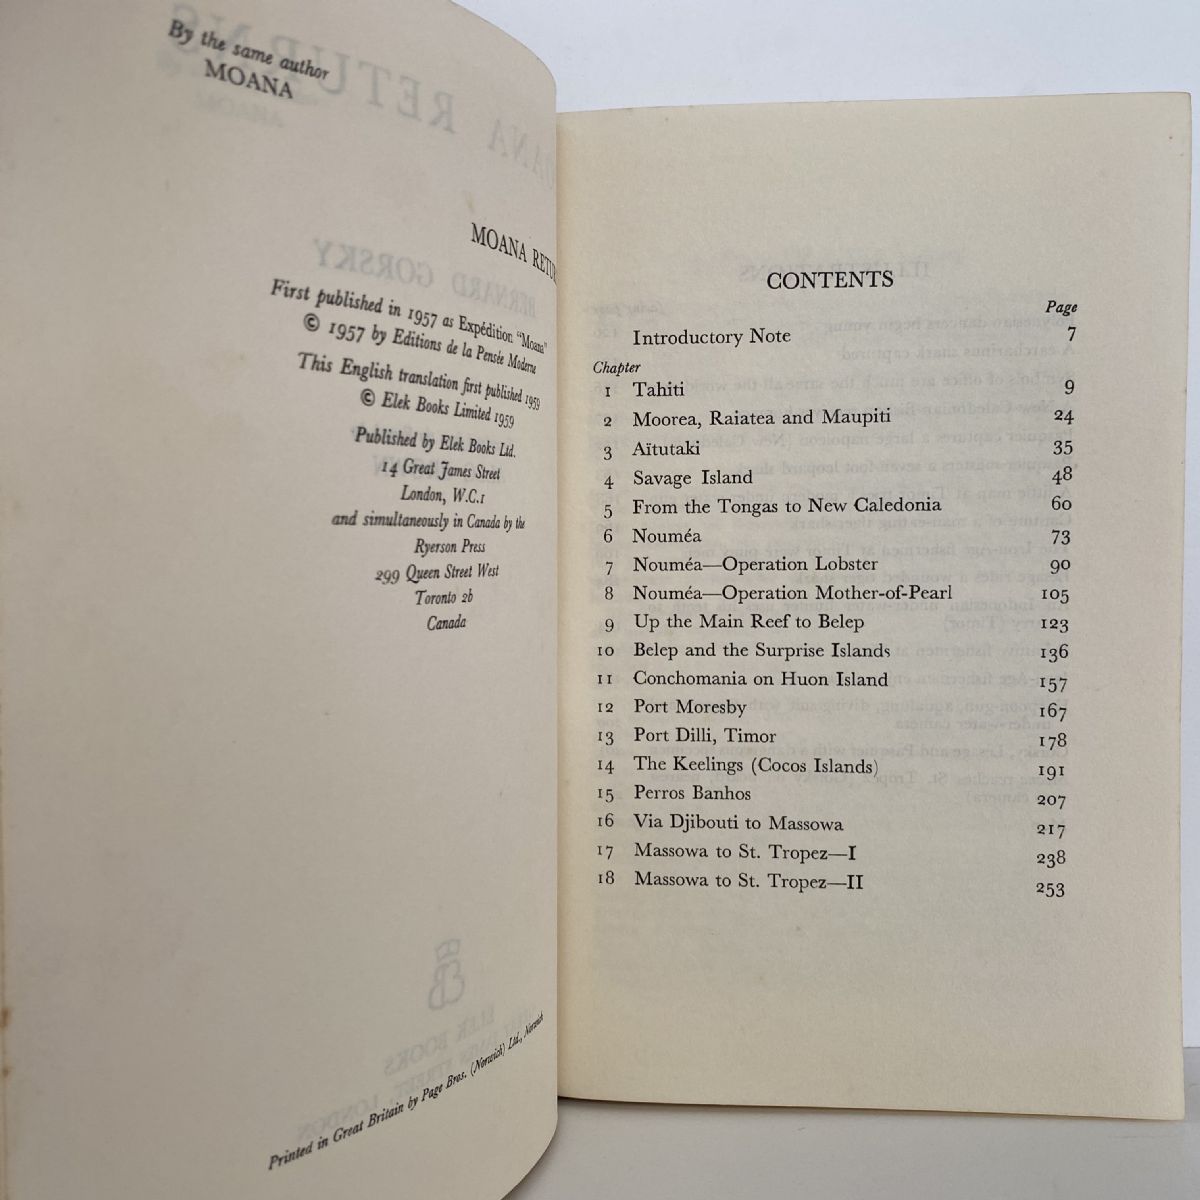 By the same author
MOANA
MOANA RETUR
First published in 1957 as Expédition "Moana"
© 1957 by Editions de la Pensée Moderne
This English translation first published 1959
© Elek Books Limited 1959
Published by Elek Books Ltd.
14 Great James Street
London, W.C.1
and simultaneously in Canada by the
Ryerson Press
299 Queen Street West
Toronto 2b
Canada
Printed in Great Britain by Page Bros. (Norwich) Ltd., Norwich
CONTENTS
Page
Introductory Note 7
Chapter
1 Tahiti 9
2 Moorea, Raiatea and Maupiti 24
3 Aïtutaki 35
4 Savage Island 48
5 From the Tongas to New Caledonia 60
6 Nouméa 73
7 Nouméa—Operation Lobster 90
8 Nouméa—Operation Mother-of-Pearl 105
9 Up the Main Reef to Belep 123
10 Belep and the Surprise Islands 136
11 Conchomania on Huon Island 157
12 Port Moresby 167
13 Port Dilli, Timor 178
14 The Keelings (Cocos Islands) 191
15 Perros Banhos 207
16 Via Djibouti to Massowa 217
17 Massowa to St. Tropez—I 238
18 Massowa to St. Tropez—II 253